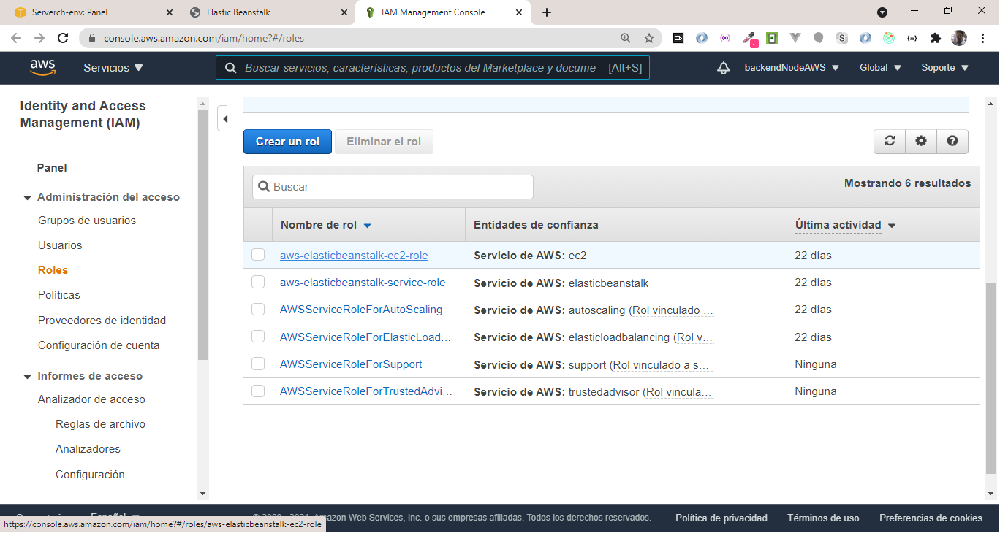 Serverch-env: Panel
Elastic Beanstalk
IAM Management Console
console.aws.amazon.com/iam/home?#/roles
aws
Servicios
Buscar servicios, características, productos del Marketplace y docume
[Alt+S]
backendNodeAWS
Global
Soporte
Identity and Access
Management (IAM)
Panel
Administración del acceso
Grupos de usuarios
Usuarios
Roles
Políticas
Proveedores de identidad
Configuración de cuenta
Informes de acceso
Analizador de acceso
Reglas de archivo
Analizadores
Configuración
Crear un rol
Eliminar el rol
Buscar
Mostrando 6 resultados
Nombre de rol
Entidades de confianza
Última actividad
aws-elasticbeanstalk-ec2-role
Servicio de AWS: ec2
22 días
aws-elasticbeanstalk-service-role
Servicio de AWS: elasticbeanstalk
22 días
AWSServiceRoleForAutoScaling
Servicio de AWS: autoscaling (Rol vinculado ...
22 días
AWSServiceRoleForElasticLoad...
Servicio de AWS: elasticloadbalancing (Rol v...
22 días
AWSServiceRoleForSupport
Servicio de AWS: support (Rol vinculado a s...
Ninguna
AWSServiceRoleForTrustedAdvi...
Servicio de AWS: trustedadvisor (Rol vincula...
Ninguna
Amazon Web Services, Inc. o sus empresas afiliadas. Todos los derechos reservados.
Política de privacidad
Términos de uso
Preferencias de cookies
https://console.aws.amazon.com/iam/home?#/roles/aws-elasticbeanstalk-ec2-role